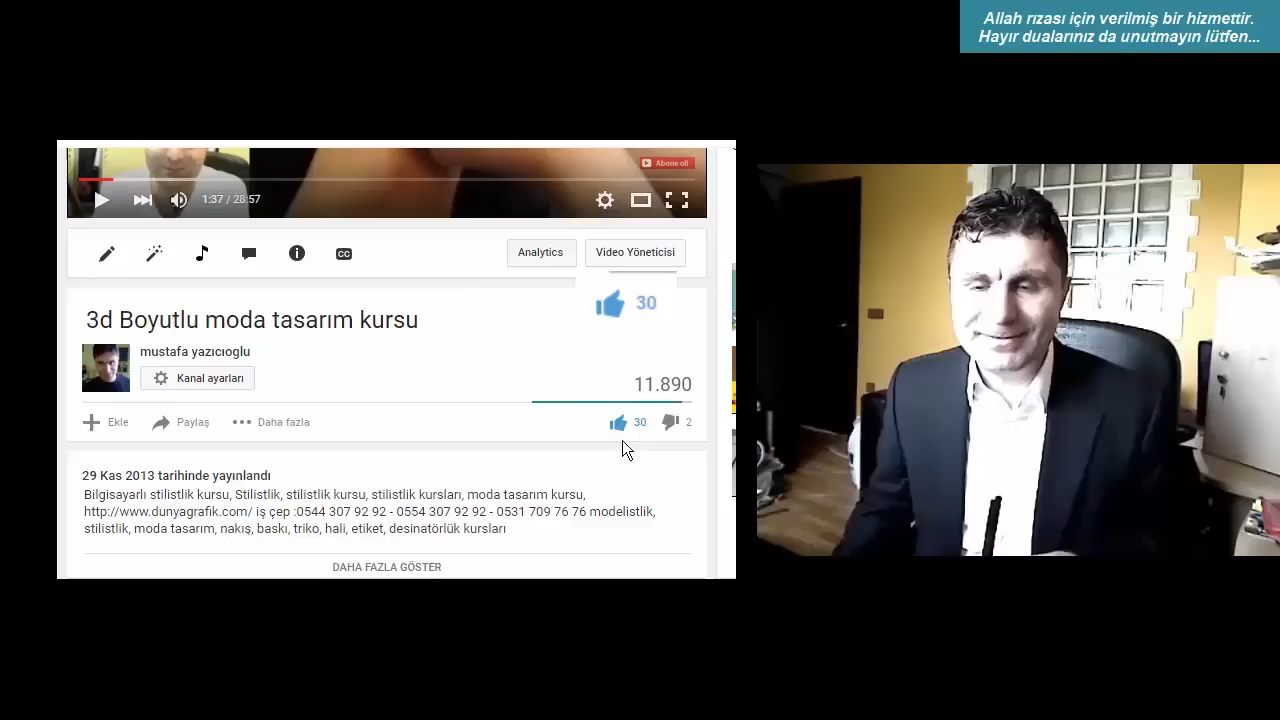 Allah rızası için verilmiş bir hizmettir.
Hayır dualarınız da unutmayın lütfen...
Abone ol!
1:37 / 28:57
CC
Analytics
Video Yöneticisi
30
3d Boyutlu moda tasarım kursu
mustafa yazıcıoglu
Kanal ayarları
11.890
Ekle
Paylaş
Daha fazla
30
2
29 Kas 2013 tarihinde yayınlandı
Bilgisayarlı stilistlik kursu, Stilistlik, stilistlik kursu, stilistlik kursları, moda tasarım kursu,
http://www.dunyagrafik.com/ iş çep :0544 307 92 92 - 0554 307 92 92 - 0531 709 76 76 modelistlik,
stilistlik, moda tasarım, nakış, baskı, triko, hali, etiket, desinatörlük kursları
DAHA FAZLA GÖSTER